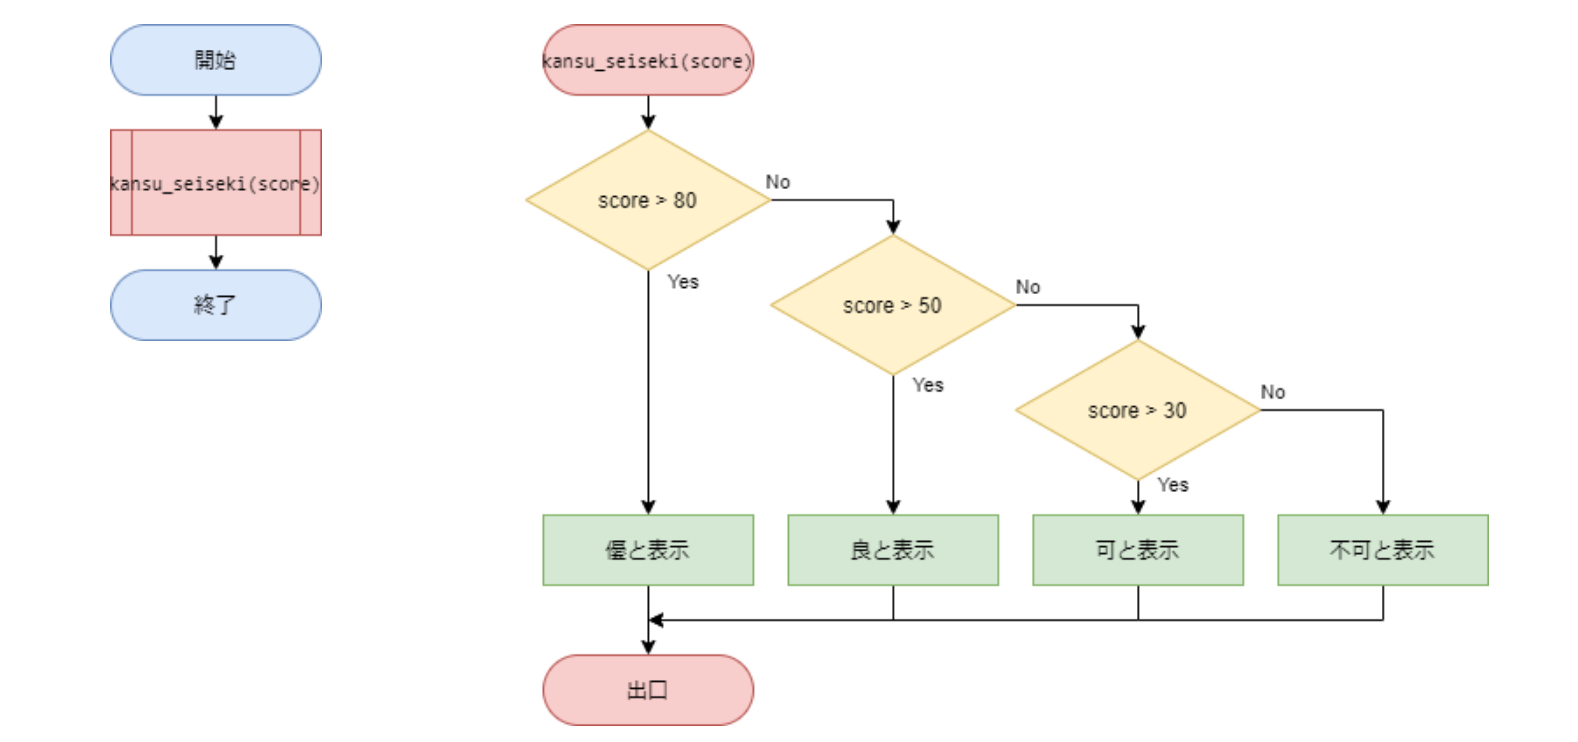 開始
kansu_seiseki(score)
終了
kansu_seiseki(score)
score > 80
No
Yes
score > 50
No
Yes
score > 30
No
Yes
優と表示
良と表示
可と表示
不可と表示
出口